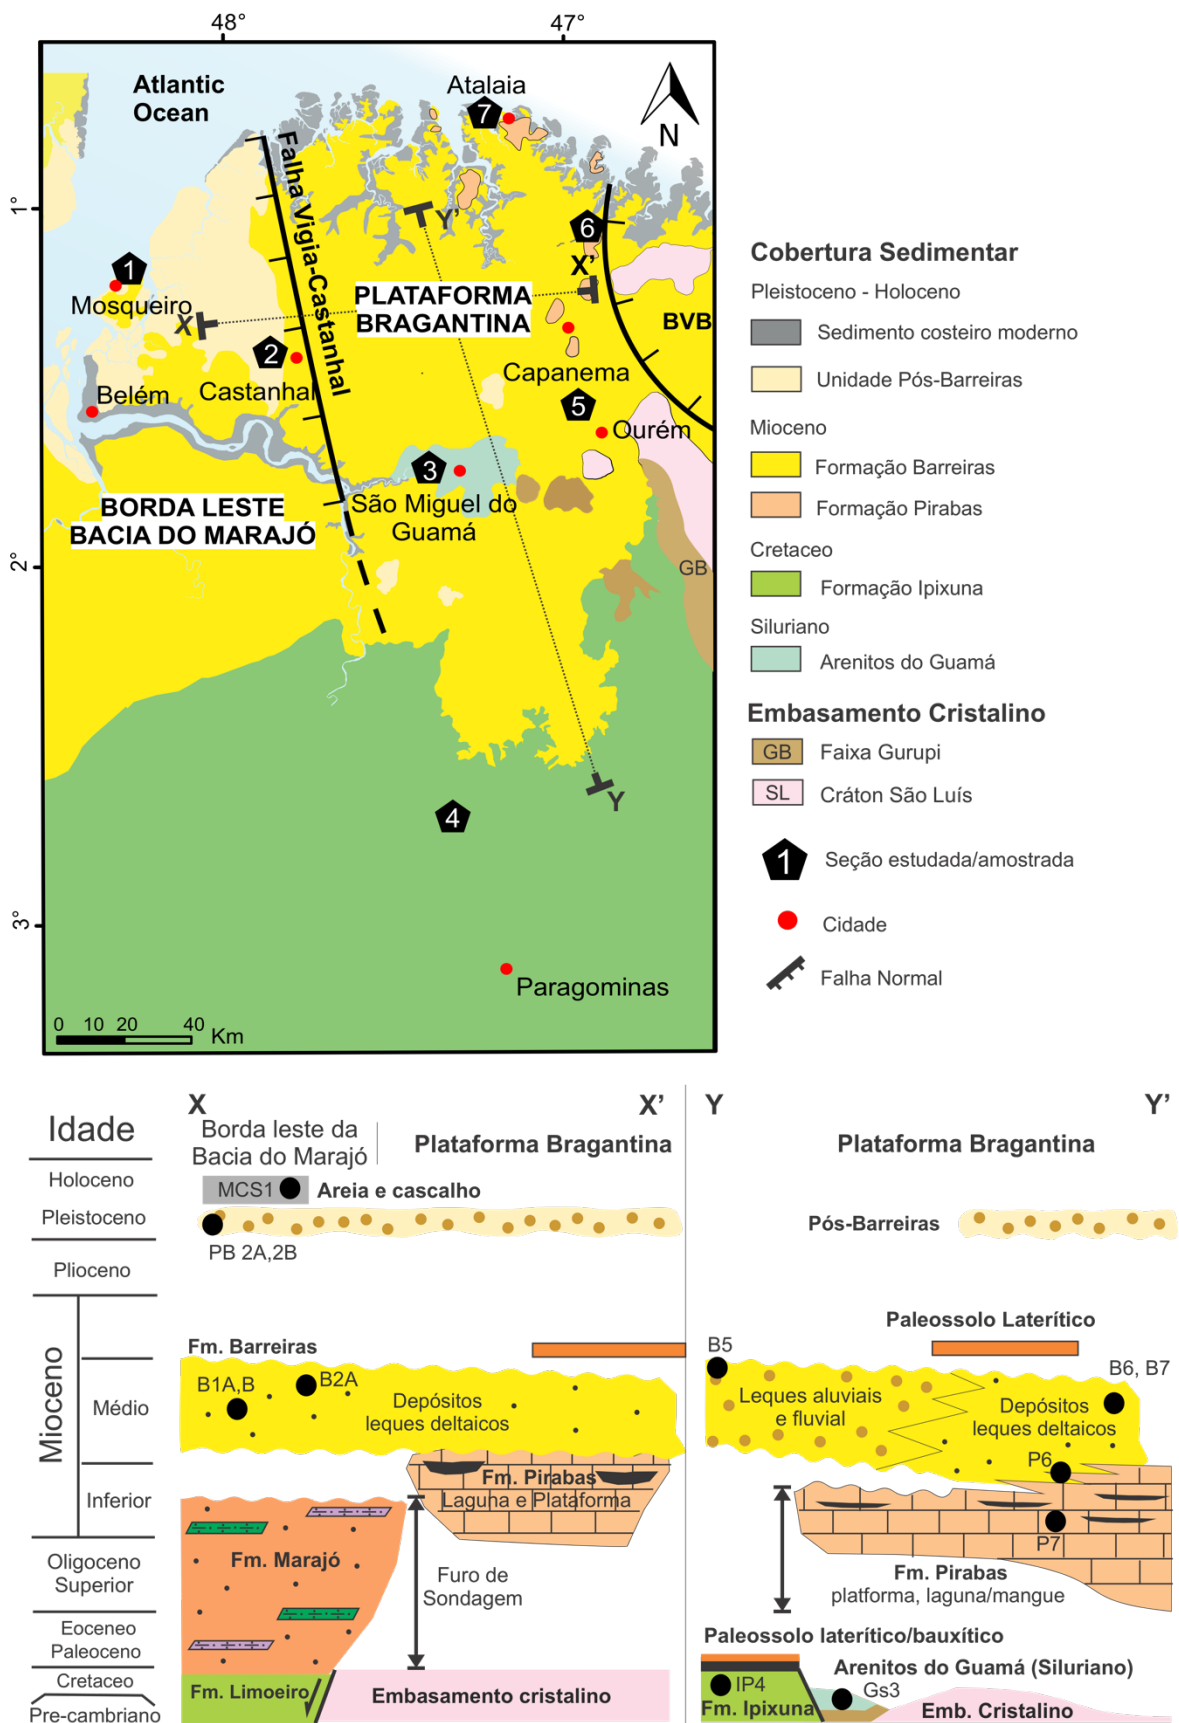 48°
47°
Atlantic
Ocean
Atalaia
7
N
Falha Vigia-Castanhal
1°
Y'
6
1
X'
Mosqueiro
PLATAFORMA
BRAGANTINA
X
BVB
2
Castanhal
Capanema
Belém
5
Ourém
3
São Miguel do
Guamá
BORDA LESTE
BACIA DO MARAJÓ
2°
GB
Y
4
3°
Paragominas
0 10 20 40 Km
Cobertura Sedimentar
Pleistoceno - Holoceno
Sedimento costeiro moderno
Unidade Pós-Barreiras
Mioceno
Formação Barreiras
Formação Pirabas
Cretaceo
Formação Ipixuna
Siluriano
Arenitos do Guamá
Embasamento Cristalino
GB Faixa Gurupi
SL Cráton São Luís
1 Seção estudada/amostrada
Cidade
Falha Normal
Idade
Holoceno
Pleistoceno
Plioceno
Mioceno
Médio
Inferior
Oligoceno
Superior
Eoceneo
Paleoceno
Cretaceo
Pre-cambriano
X
X'
Borda leste da
Bacia do Marajó
Plataforma Bragantina
MCS1
Areia e cascalho
PB 2A,2B
Fm. Barreiras
B1A,B
B2A
Depósitos
leques deltaicos
Fm. Pirabas
Laguna e Plataforma
Fm. Marajó
Furo de
Sondagem
Fm. Limoeiro
Embasamento cristalino
Y
Y'
Plataforma Bragantina
Pós-Barreiras
Paleossolo Laterítico
B5
B6, B7
Leques aluviais
e fluvial
Depósitos
leques deltaicos
P6
P7
Fm. Pirabas
platforma, laguna/mangue
Paleossolo laterítico/bauxítico
Arenitos do Guamá (Siluriano)
IP4
Gs3
Fm. Ipixuna
Emb. Cristalino